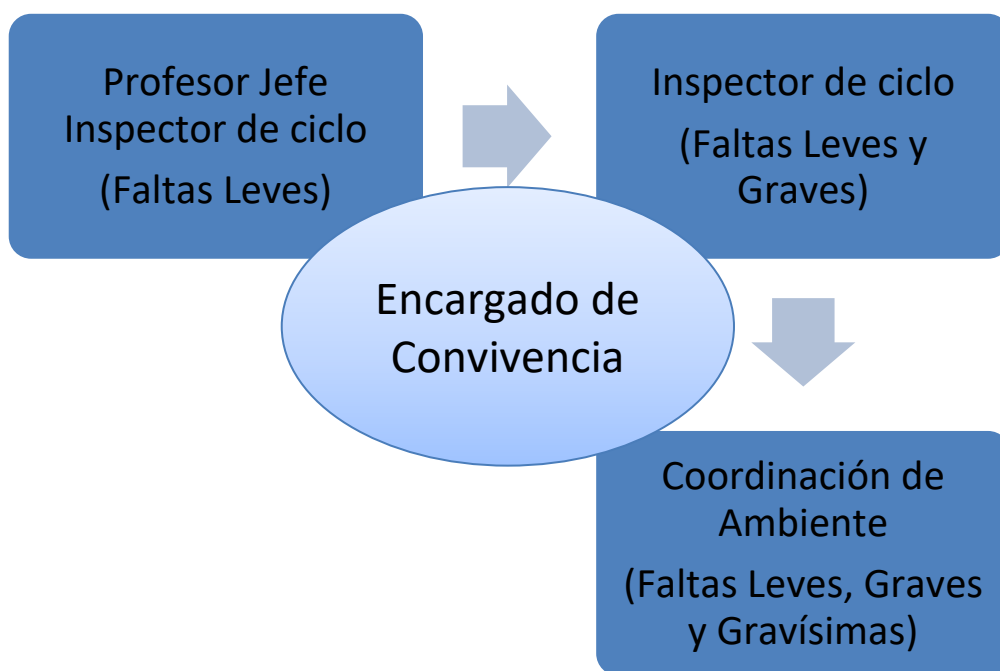 Profesor Jefe
Inspector de ciclo
(Faltas Leves)
Inspector de ciclo
(Faltas Leves y
Graves)
Encargado de
Convivencia
Coordinación de
Ambiente
(Faltas Leves, Graves
y Gravísimas)